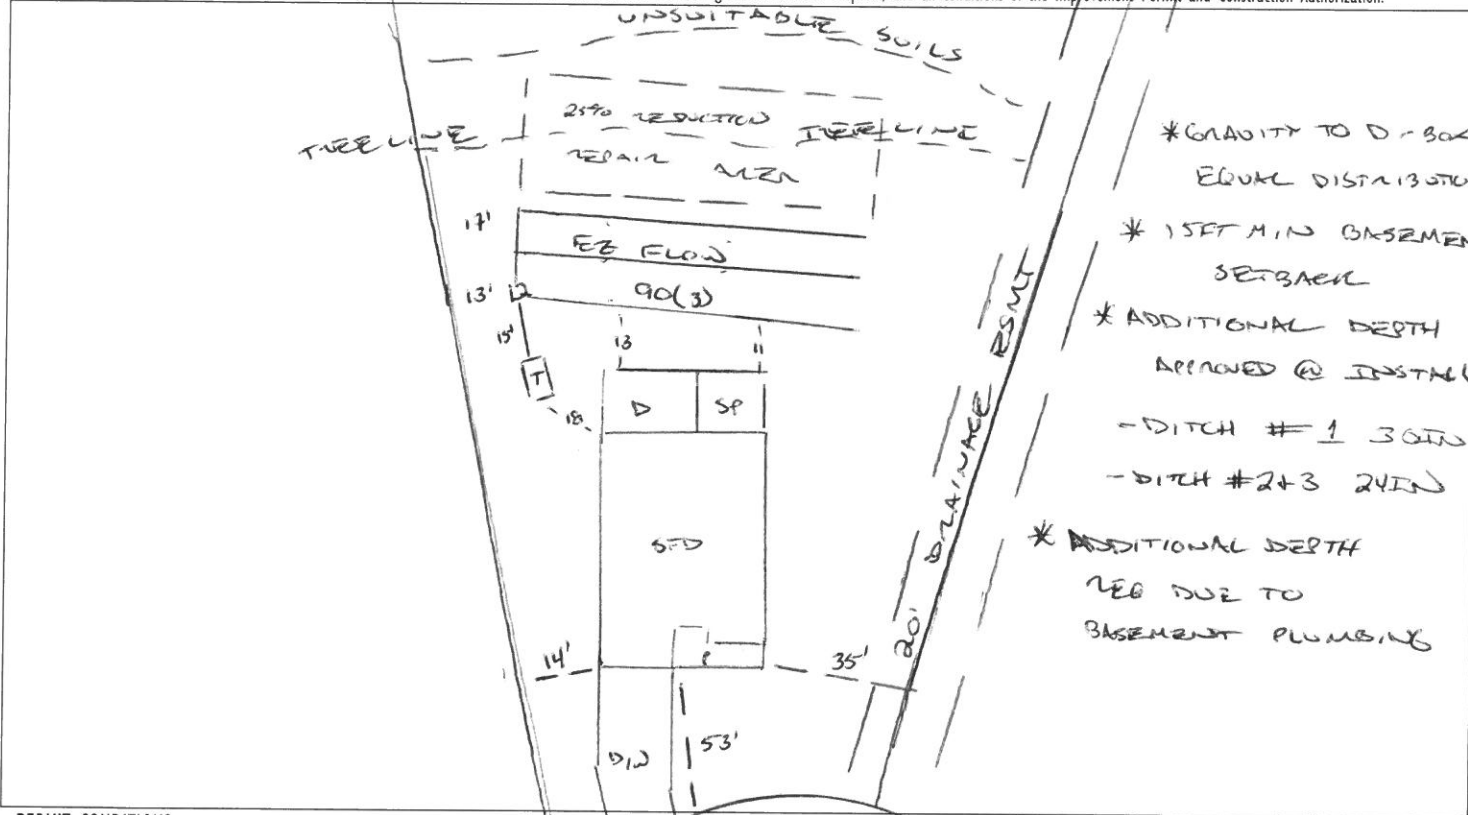 UNSUITABLE SOILS
25% REDUCTION
TREE LINE TREE LINE
REPAIR AREA
17'
EZ FLOW
13'
90(3)
15'
13 11
T
18
D SP
SFD
P
14' 35'
D/W 53'
20' DRAINAGE ESMT
*GRAVITY TO D-BOX
EQUAL DISTRIBUTIO
* 15FT MIN BASEMEN
SETBACK
* ADDITIONAL DEPTH
APPROVED @ INSTALL
- DITCH # 1 30IN
- DITCH #2+3 24IN
* ADDITIONAL DEPTH
REQ DUE TO
BASEMENT PLUMBING